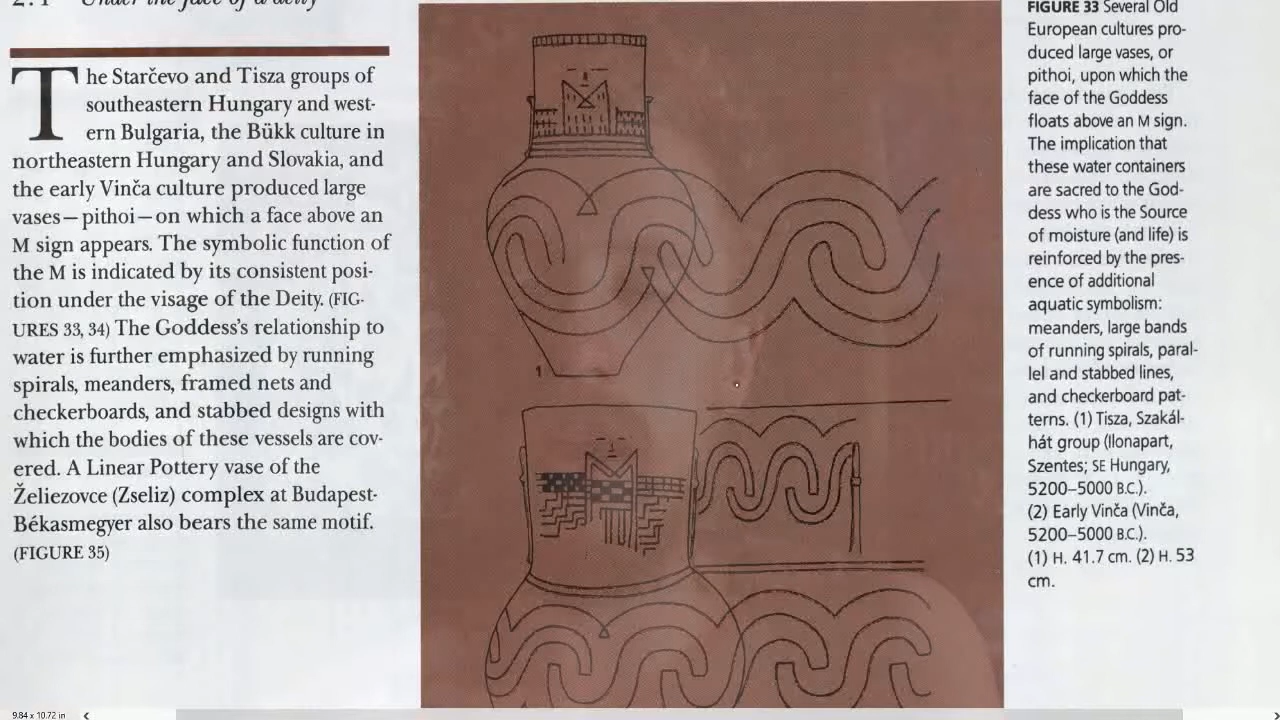 2.1 Under the face of a deity
The Starčevo and Tisza groups of
southeastern Hungary and west-
ern Bulgaria, the Bükk culture in
northeastern Hungary and Slovakia, and
the early Vinča culture produced large
vases—pithoi—on which a face above an
M sign appears. The symbolic function of
the M is indicated by its consistent posi-
tion under the visage of the Deity. (FIG-
URES 33, 34) The Goddess's relationship to
water is further emphasized by running
spirals, meanders, framed nets and
checkerboards, and stabbed designs with
which the bodies of these vessels are cov-
ered. A Linear Pottery vase of the
Želiezovce (Zseliz) complex at Budapest-
Békasmegyer also bears the same motif.
(FIGURE 35)
1
FIGURE 33 Several Old
European cultures pro-
duced large vases, or
pithoi, upon which the
face of the Goddess
floats above an M sign.
The implication that
these water containers
are sacred to the God-
dess who is the Source
of moisture (and life) is
reinforced by the pres-
ence of additional
aquatic symbolism:
meanders, large bands
of running spirals, paral-
lel and stabbed lines,
and checkerboard pat-
terns. (1) Tisza, Szakál-
hát group (Ilonapart,
Szentes; SE Hungary,
5200–5000 B.C.).
(2) Early Vinča (Vinča,
5200–5000 B.C.).
(1) H. 41.7 cm. (2) H. 53
cm.
9.84 x 10.72 in